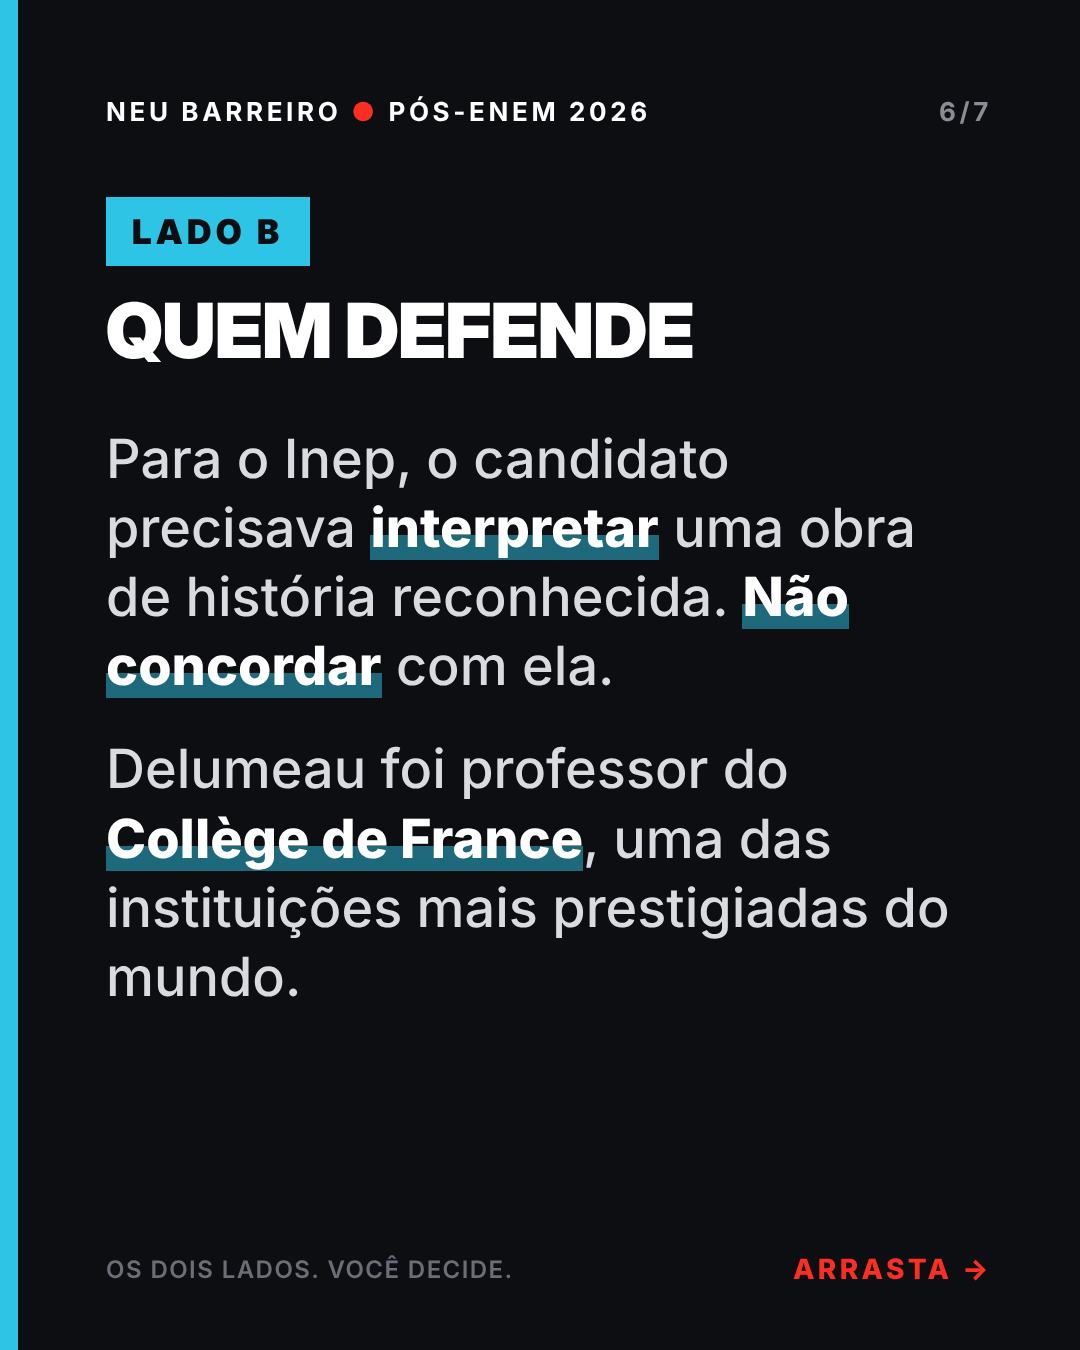 NEU BARREIRO ● PÓS-ENEM 2026
6/7
LADO B
QUEM DEFENDE
Para o Inep, o candidato
precisava interpretar uma obra
de história reconhecida. Não
concordar com ela.
Delumeau foi professor do
Collège de France, uma das
instituições mais prestigiadas do
mundo.
OS DOIS LADOS. VOCÊ DECIDE.
ARRASTA →